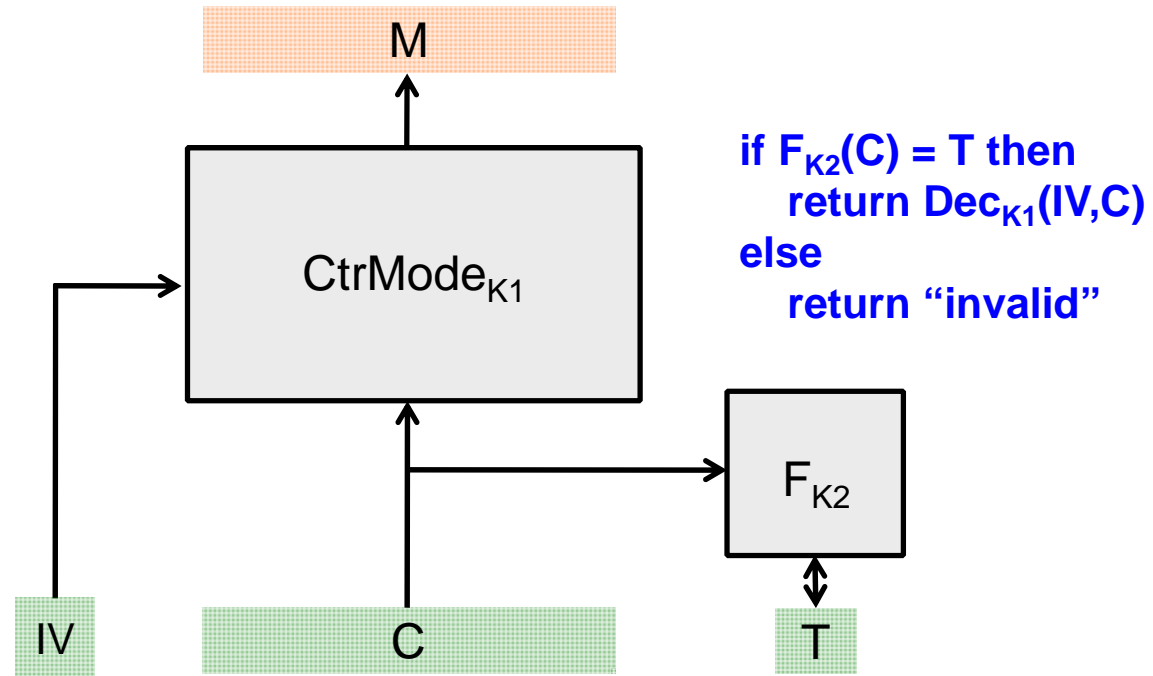 M
if F_K2(C) = T then
return Dec_K1(IV,C)
else
return “invalid”
CtrMode_K1
F_K2
IV
C
T